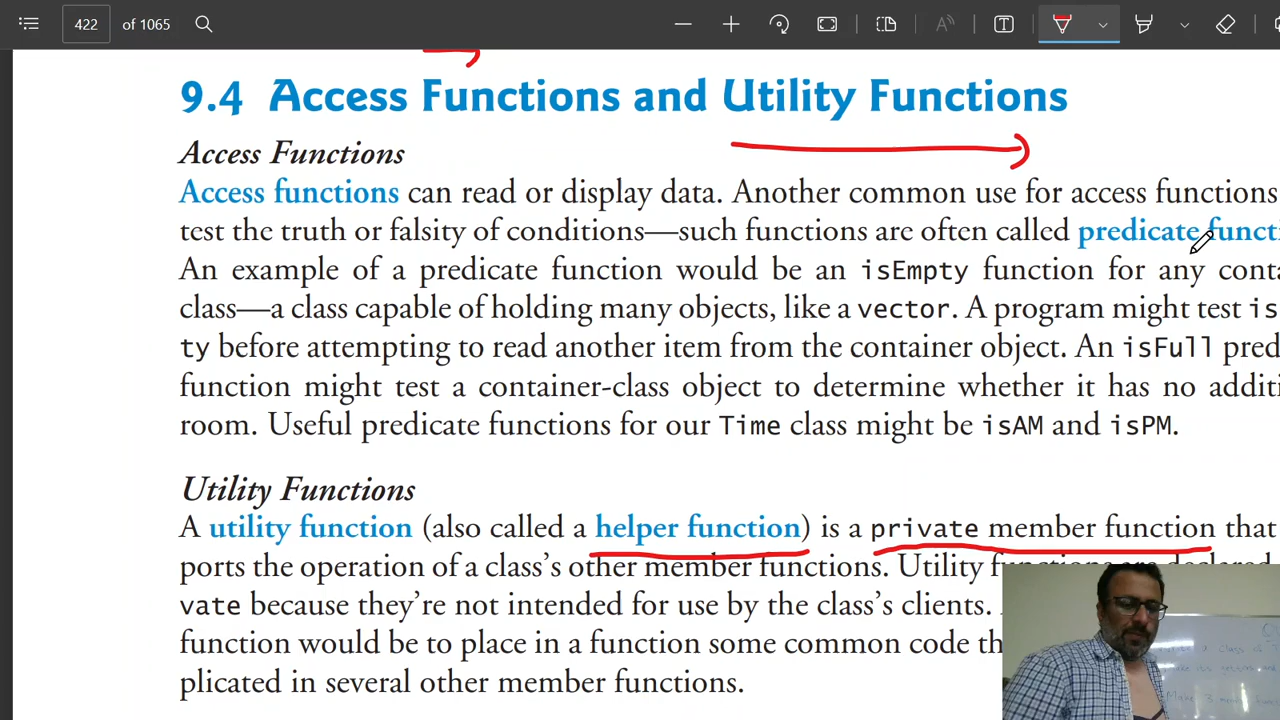 422 of 1065
9.4 Access Functions and Utility Functions
Access Functions
Access functions can read or display data. Another common use for access functions
test the truth or falsity of conditions—such functions are often called predicate functi
An example of a predicate function would be an isEmpty function for any conta
class—a class capable of holding many objects, like a vector. A program might test is
ty before attempting to read another item from the container object. An isFull pred
function might test a container-class object to determine whether it has no additi
room. Useful predicate functions for our Time class might be isAM and isPM.
Utility Functions
A utility function (also called a helper function) is a private member function that
ports the operation of a class's other member functions. Utility functions are declared
vate because they're not intended for use by the class's clients.
function would be to place in a function some common code th
plicated in several other member functions.